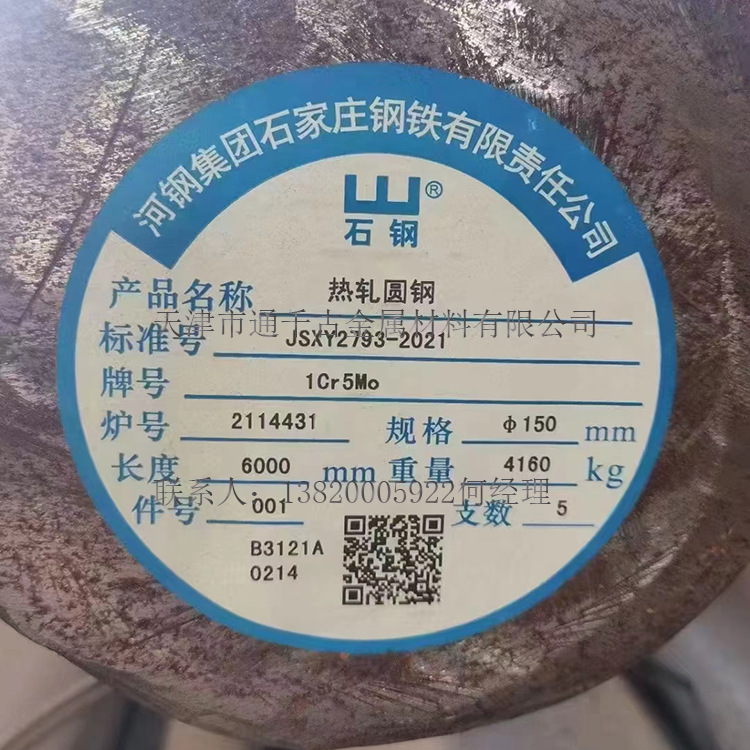 河钢集团石家庄钢铁有限责任公司
®
石钢
产品名称 热轧圆钢
天津市通千古金属材料有限公司
标准号 JSXY2793-2021
牌号 1Cr5Mo
炉号 2114431 规格 Φ150 mm
长度 6000 mm 重量 4160 kg
联系人：13820005922何经理
件号 001 支数 5
B3121A
0214